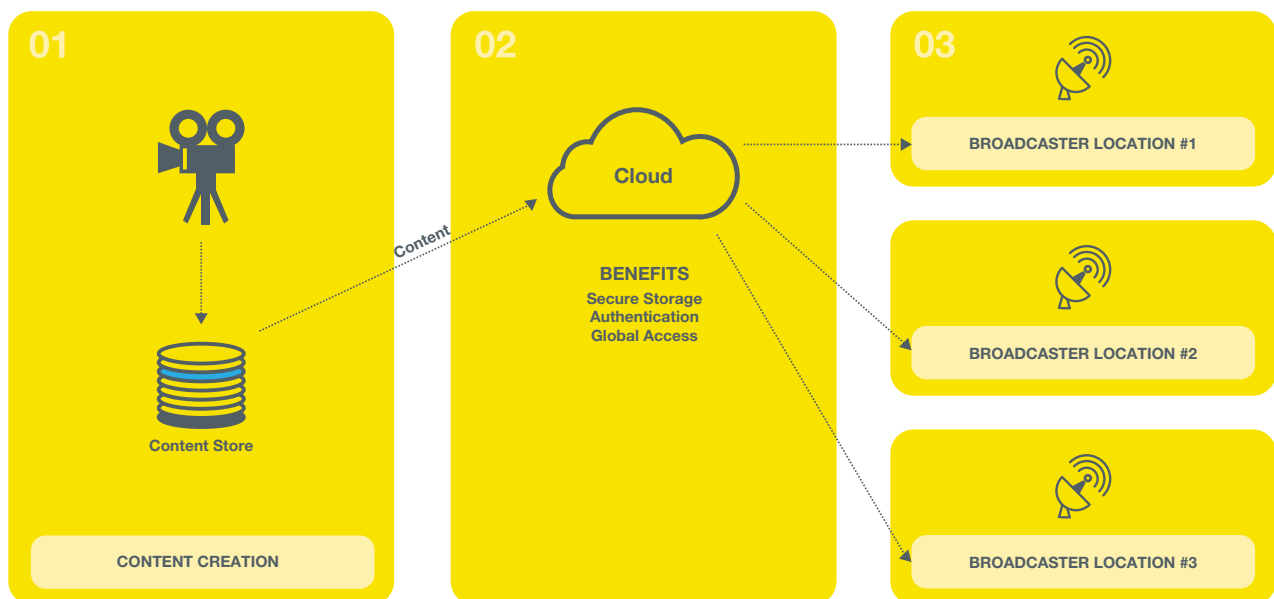 01
Content Store
CONTENT CREATION
Content
02
Cloud
BENEFITS
Secure Storage
Authentication
Global Access
03
BROADCASTER LOCATION #1
BROADCASTER LOCATION #2
BROADCASTER LOCATION #3